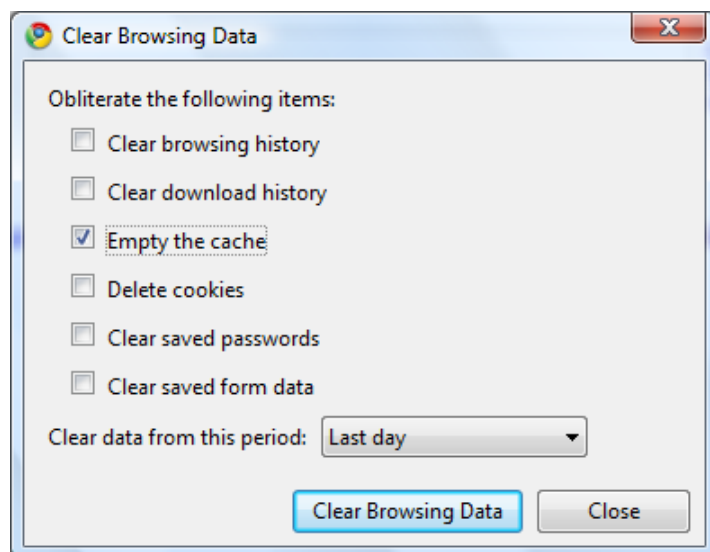 Clear Browsing Data
Obliterate the following items:
Clear browsing history
Clear download history
Empty the cache
Delete cookies
Clear saved passwords
Clear saved form data
Clear data from this period: Last day
Clear Browsing Data Close